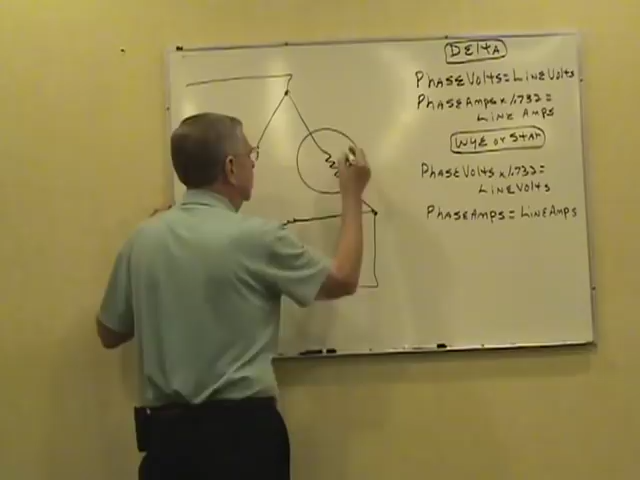 DELTA
PHASE VOLTS = LINE VOLTS
PHASE AMPS x 1.732 =
LINE AMPS
WYE OR STAR
PHASE VOLTS x 1.732 =
LINE VOLTS
PHASE AMPS = LINE AMPS